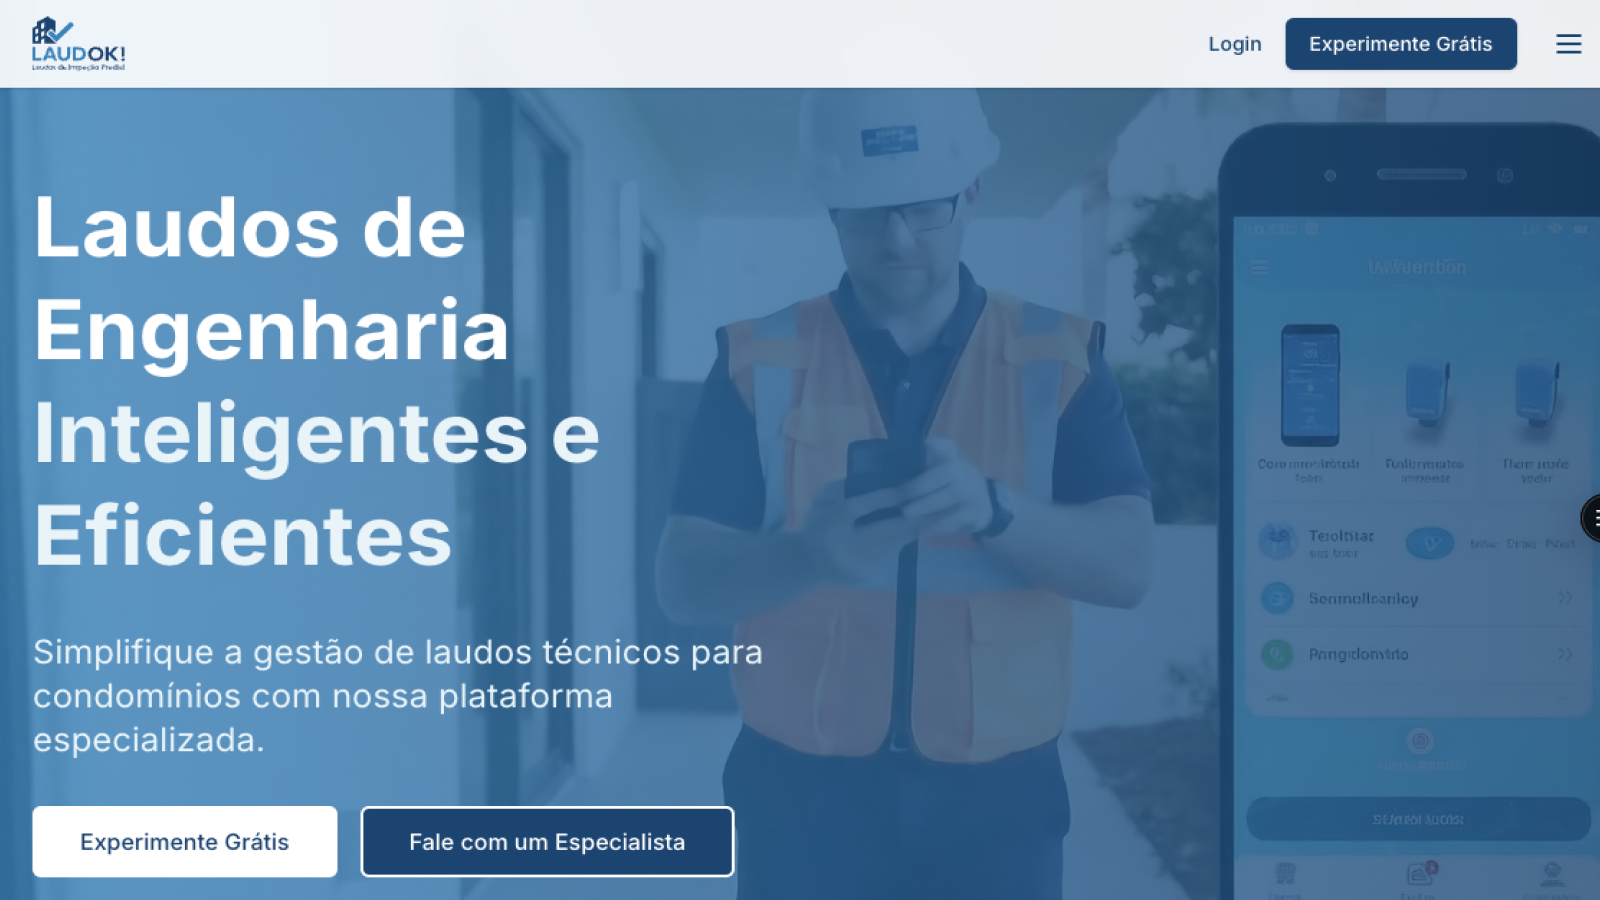 LAUDOK!
Laudos de Inspeção Predial
Login
Experimente Grátis
Laudos de
Engenharia
Inteligentes e
Eficientes
Simplifique a gestão de laudos técnicos para
condomínios com nossa plataforma
especializada.
Experimente Grátis
Fale com um Especialista